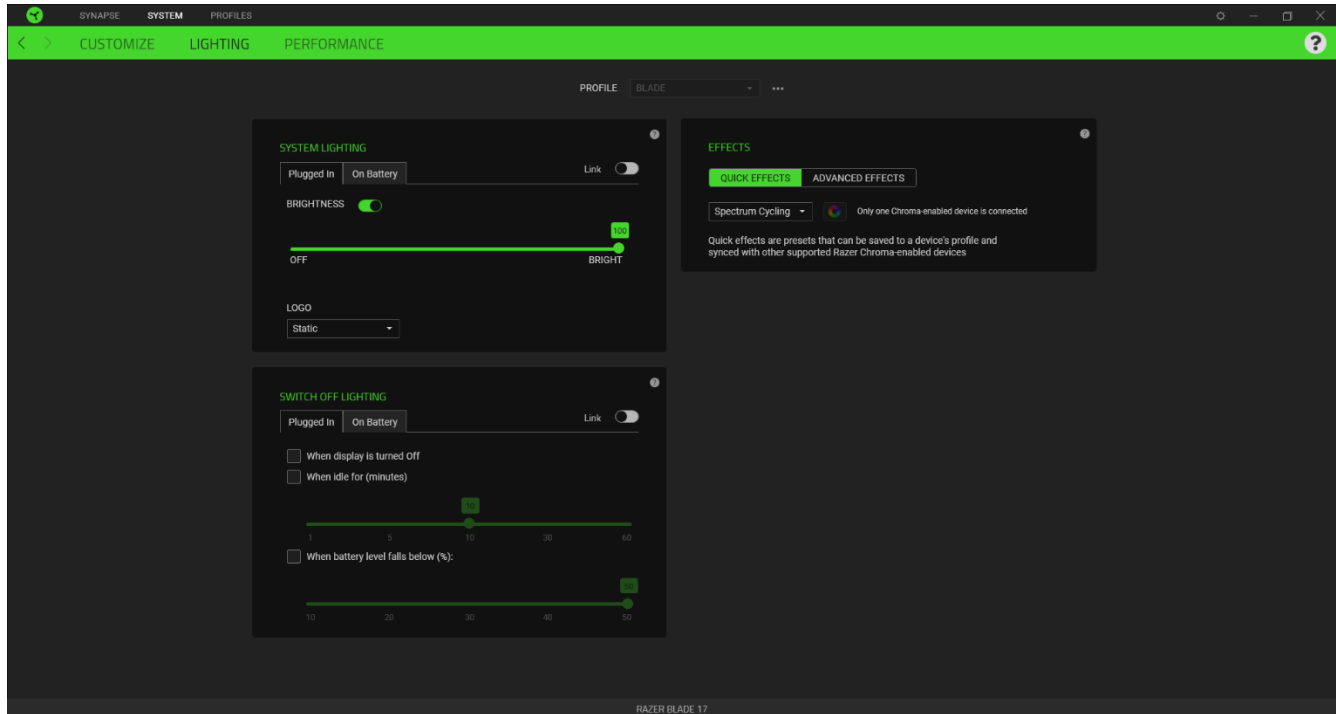 SYNAPSE SYSTEM PROFILES
CUSTOMIZE LIGHTING PERFORMANCE ?
PROFILE BLADE
SYSTEM LIGHTING
?
Plugged In On Battery Link
BRIGHTNESS
100
OFF BRIGHT
LOGO
Static
EFFECTS
?
QUICK EFFECTS ADVANCED EFFECTS
Spectrum Cycling Only one Chroma-enabled device is connected
Quick effects are presets that can be saved to a device's profile and
synced with other supported Razer Chroma-enabled devices
SWITCH OFF LIGHTING
?
Plugged In On Battery Link
When display is turned Off
When idle for (minutes)
10
1 5 10 30 60
When battery level falls below (%):
50
10 20 30 40 50
RAZER BLADE 17